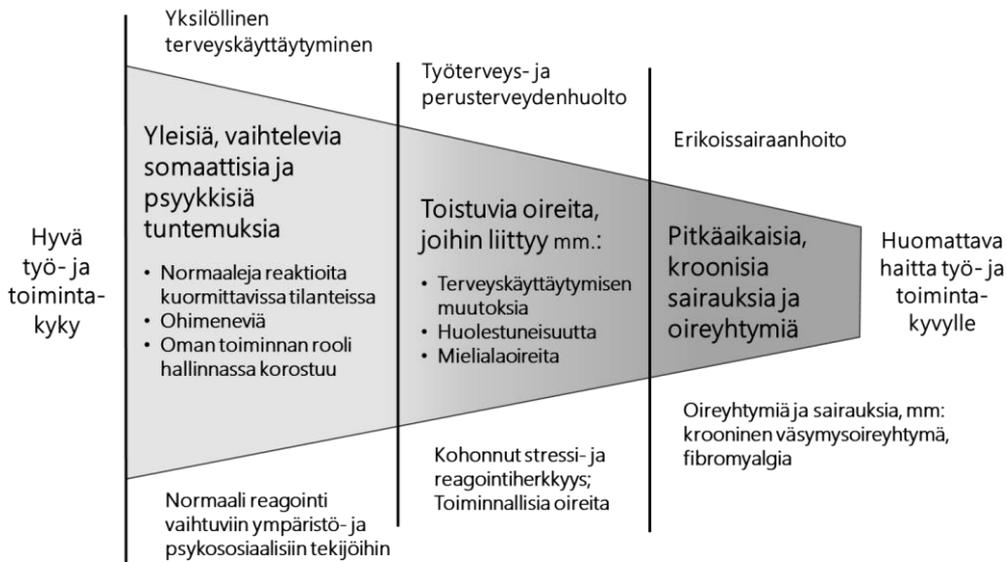 Yksilöllinen
terveyskäyttäytyminen
Työterveys- ja
perusterveydenhuolto
Erikoissairaanhoito
Hyvä
työ- ja
toiminta-
kyky
Yleisiä, vaihtelevia
somaattisia ja
psyykkisiä
tuntemuksia
• Normaaleja reaktioita
kuormittavissa tilanteissa
• Ohimeneviä
• Oman toiminnan rooli
hallinnassa korostuu
Toistuvia oireita,
joihin liittyy mm.:
• Terveyskäyttäytymisen
muutoksia
• Huolestuneisuutta
• Mielialaoireita
Pitkäaikaisia,
kroonisia
sairauksia ja
oireyhtymiä
Huomattava
haitta työ- ja
toiminta-
kyvylle
Normaali reagointi
vaihtuviin ympäristö- ja
psykososiaalisiin tekijöihin
Kohonnut stressi- ja
reagointiherkkyys;
Toiminnallisia oireita
Oireyhtymiä ja sairauksia, mm:
krooninen väsymysoireyhtymä,
fibromyalgia